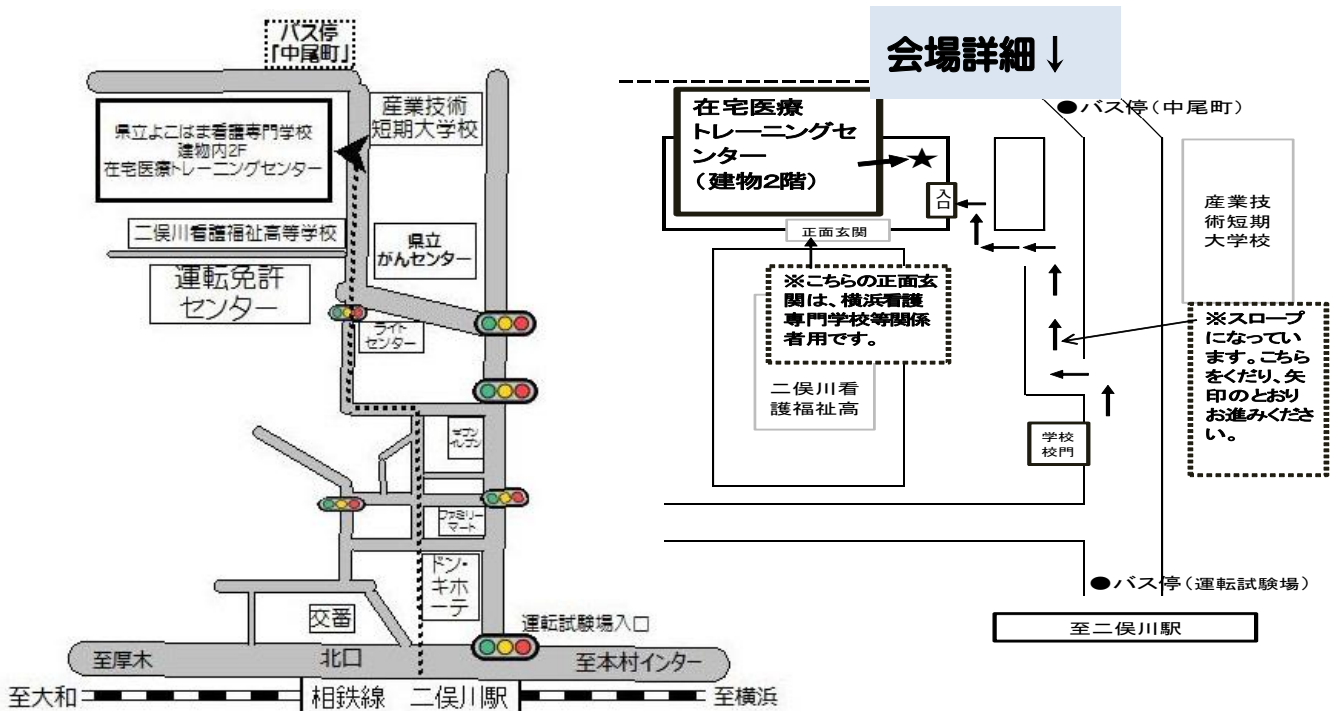 バス停
「中尾町」
産業技術
短期大学校
県立よこはま看護専門学校
建物内2F
在宅医療トレーニングセンター
二俣川看護福祉高等学校
県立
がんセンター
運転免許
センター
ライト
センター
セブン
イレブン
ファミリー
マート
ドン・
キホ
ーテ
交番
運転試験場入口
至厚木
北口
至本村インター
至大和
相鉄線 二俣川駅
至横浜
会場詳細↓
在宅医療
トレーニングセ
ンター
(建物2階)
★
入
口
●バス停(中尾町)
産業技
術短期
大学校
正面玄関
※こちらの正面玄
関は、横浜看護
専門学校等関係
者用です。
二俣川看
護福祉高
※スロープ
になってい
ます。こちら
をくだり、矢
印のとおり
お進みくださ
い。
学校
校門
●バス停(運転試験場)
至二俣川駅